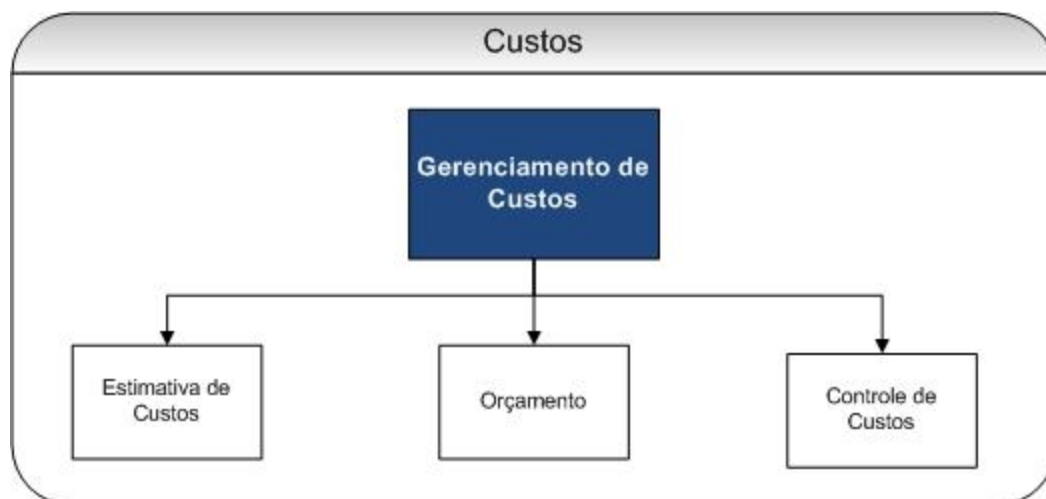 Custos
Gerenciamento de
Custos
Estimativa de
Custos
Orçamento
Controle de
Custos